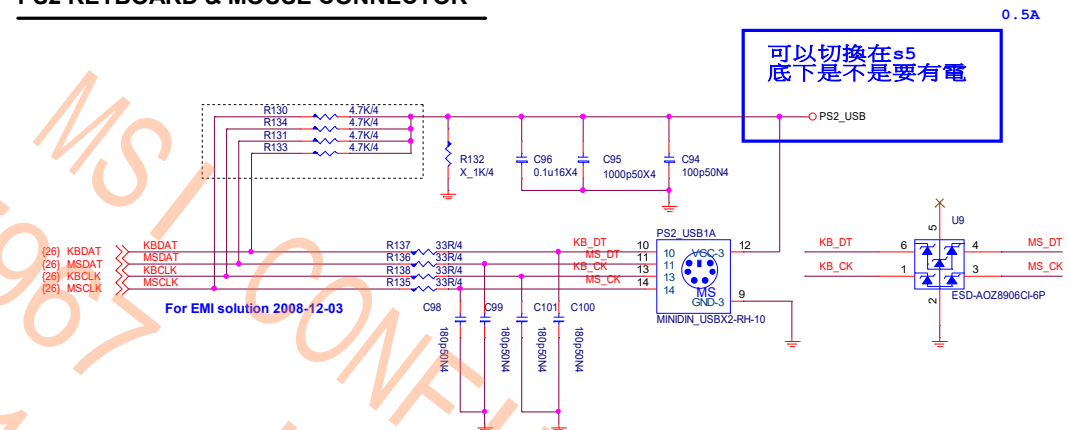 PS2 KEYBOARD & MOUSE CONNECTOR
0.5A
可以切換在s5
底下是不是要有電
R130 4.7K/4
R134 4.7K/4
R131 4.7K/4
R133 4.7K/4
PS2_USB
R132
X_1K/4
C96
0.1u16X4
C95
1000p50X4
C94
100p50N4
U9
PS2_USB1A
{26} KBDAT KBDAT R137 33R/4 KB_DT 10
{26} MSDAT MSDAT R136 33R/4 MS_DT 11
{26} KBCLK KBCLK R138 33R/4 KB_CK 13
{26} MSCLK MSCLK R135 33R/4 MS_CK 14
10 VCC-3 12
11
13
14 MS
GND-3 9
MINIDIN_USBX2-RH-10
KB_DT 6 5 4 MS_DT
KB_CK 1 2 3 MS_CK
ESD-AOZ8906CI-6P
For EMI solution 2008-12-03
C98 C99 C101 C100
180p50N4 180p50N4 180p50N4 180p50N4
MSI CONFI